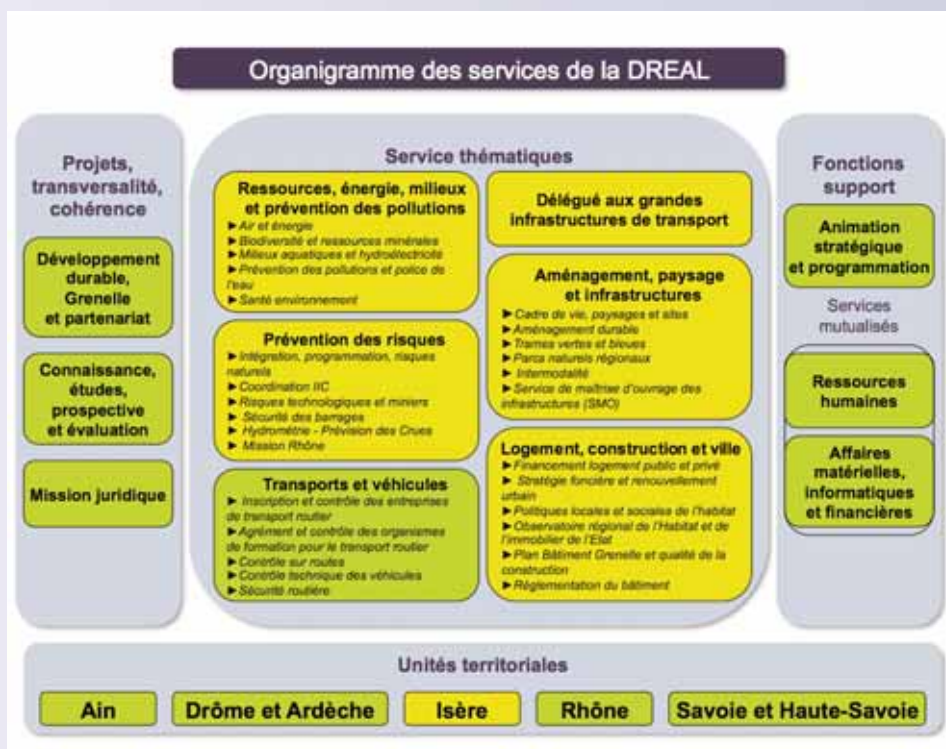 Organigramme des services de la DREAL
Projets,
transversalité,
cohérence
Développement
durable,
Grenelle
et partenariat
Connaissance,
études,
prospective
et évaluation
Mission juridique
Service thématiques
Ressources, énergie, milieux
et prévention des pollutions
►Air et énergie
►Biodiversité et ressources minérales
►Milieux aquatiques et hydroélectricité
►Prévention des pollutions et police de
l'eau
►Santé environnement
Prévention des risques
►Intégration, programmation, risques
naturels
►Coordination IIC
►Risques technologiques et miniers
► Sécurité des barrages
► Hydrométrie - Prévision des Crues
► Mission Rhône
Transports et véhicules
► Inscription et contrôle des entreprises
de transport routier
►Agrément et contrôle des organismes
de formation pour le transport routier
►Contrôle sur routes
►Contrôle technique des véhicules
►Sécurité routière
Délégué aux grandes
infrastructures de transport
Aménagement, paysage
et infrastructures
►Cadre de vie, paysages et sites
►Aménagement durable
►Trames vertes et bleues
►Parcs naturels régionaux
► Intermodalité
►Service de maîtrise d'ouvrage des
infrastructures (SMO)
Logement, construction et ville
►Financement logement public et privé
► Stratégie foncière et renouvellement
urbain
►Politiques locales et sociales de l'habitat
►Observatoire régional de l'Habitat et de
l'immobilier de l'Etat
►Plan Bâtiment Grenelle et qualité de la
construction
►Réglementation du bâtiment
Fonctions
support
Animation
stratégique
et programmation
Services
mutualisés
Ressources
humaines
Affaires
matérielles,
informatiques
et financières
Unités territoriales
Ain
Drôme et Ardèche
Isère
Rhône
Savoie et Haute-Savoie